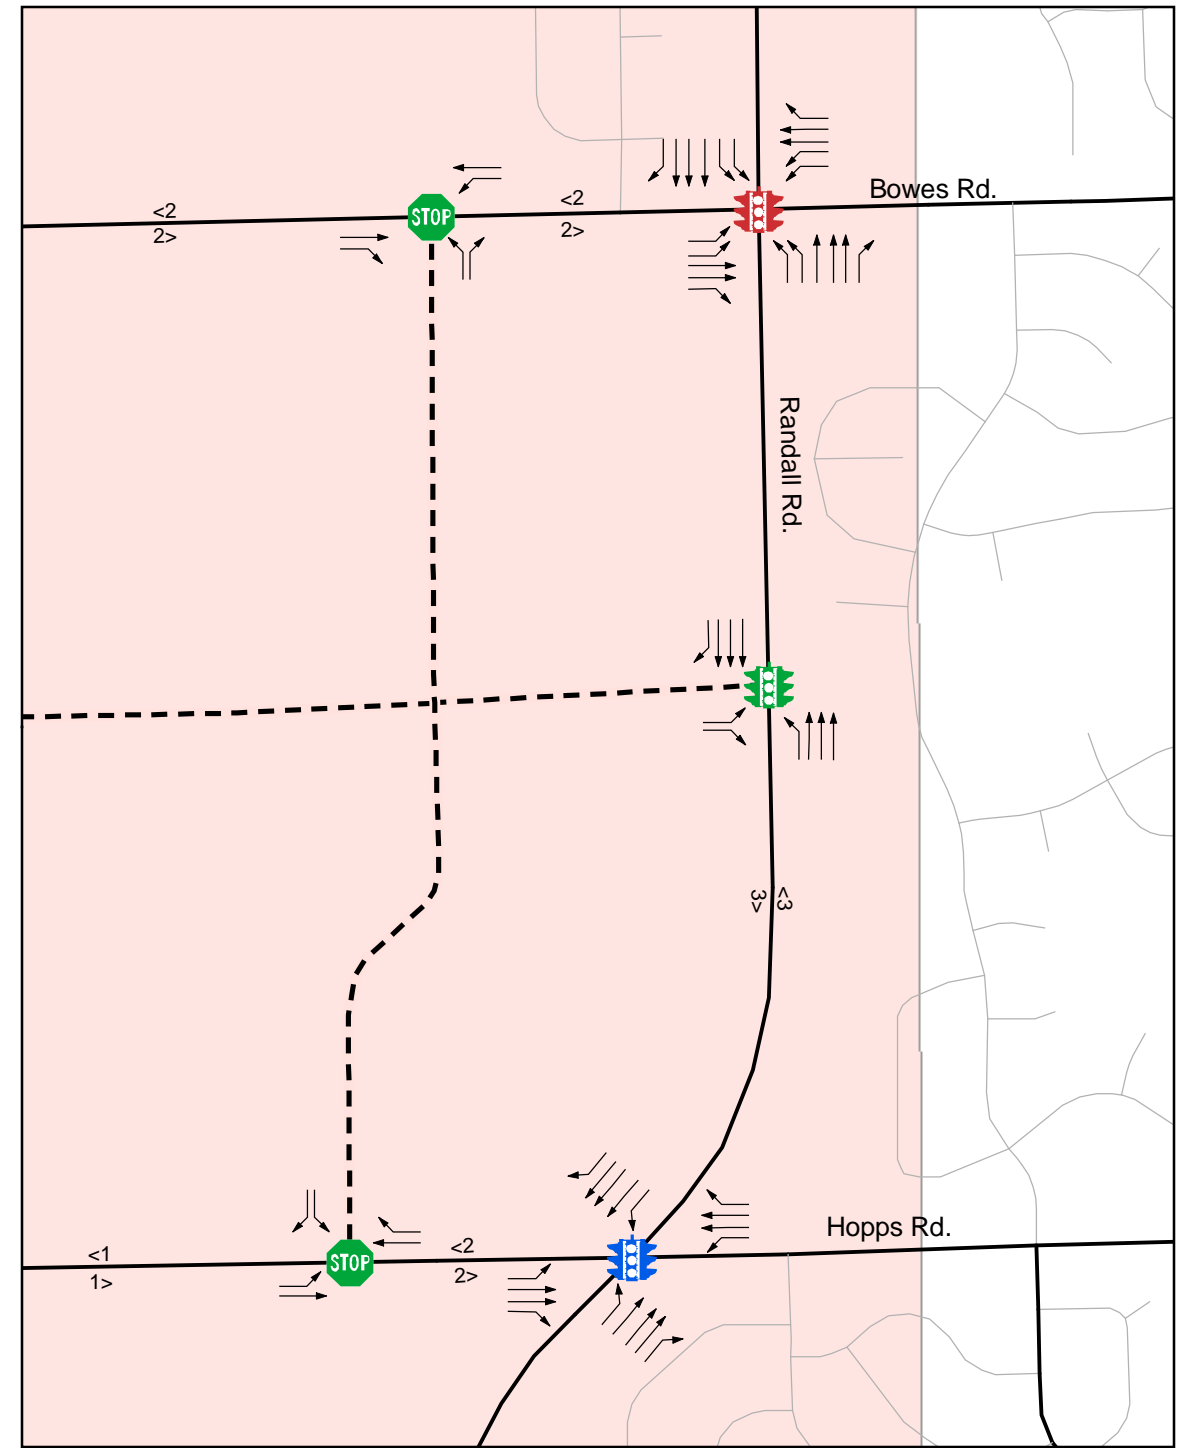 Bowes Rd.
<2
<2
2>
2>
STOP
Randall Rd.
<3
3>
Hopps Rd.
<1
<2
1>
2>
STOP